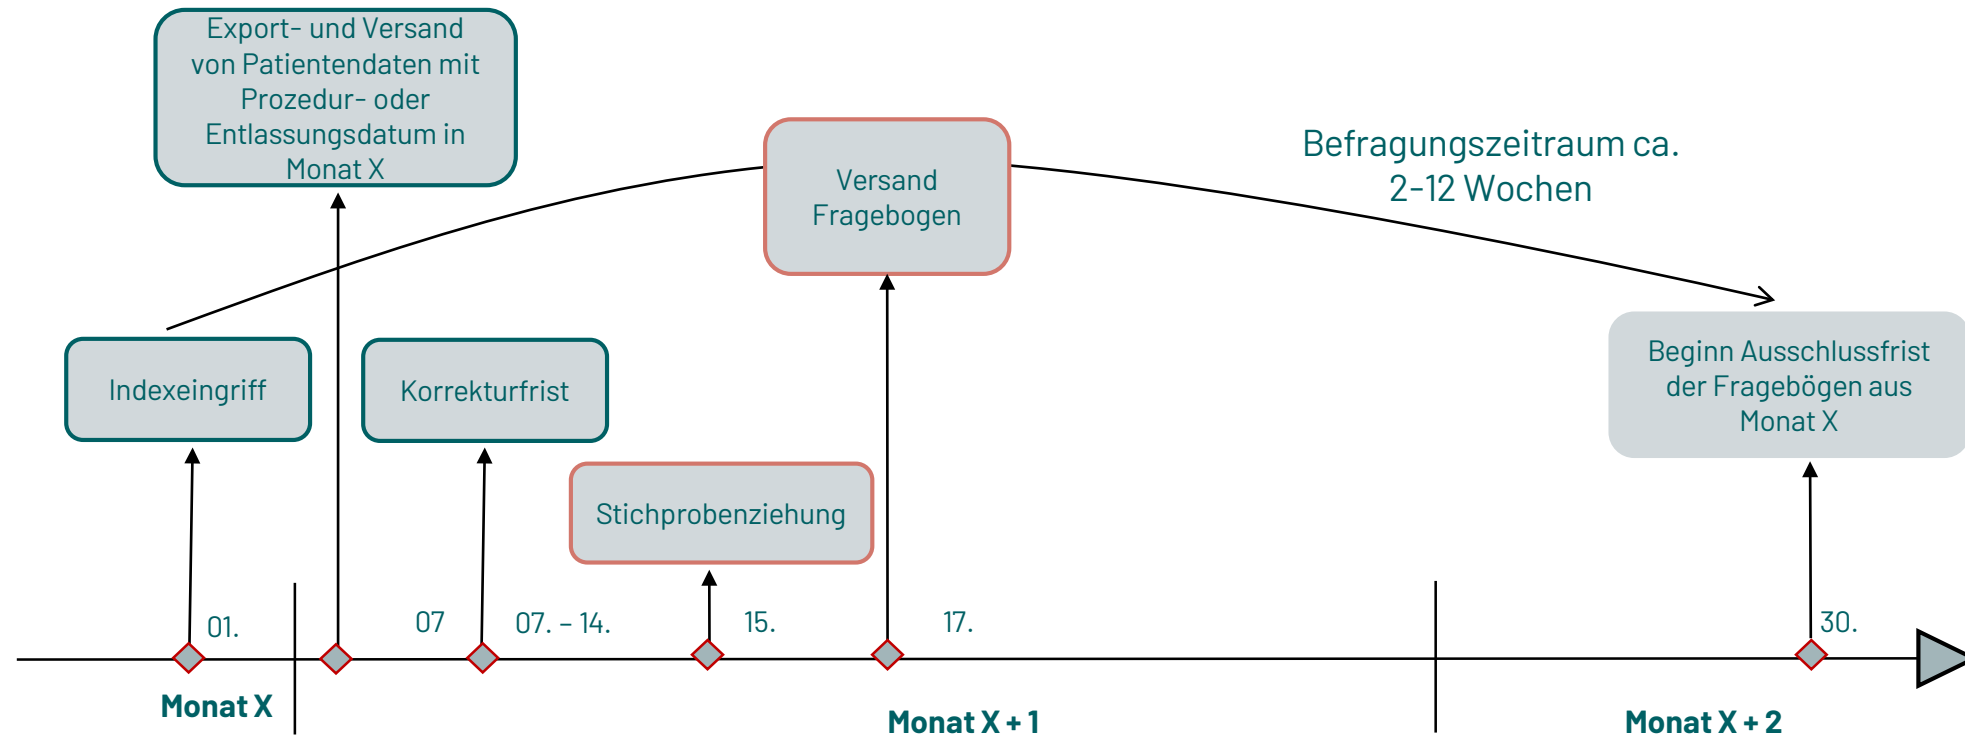 Export- und Versand
von Patientendaten mit
Prozedur- oder
Entlassungsdatum in
Monat X
Versand
Fragebogen
Befragungszeitraum ca.
2-12 Wochen
Indexeingriff
Korrekturfrist
Stichprobenziehung
Beginn Ausschlussfrist
der Fragebögen aus
Monat X
01.
07
07. – 14.
15.
17.
30.
Monat X
Monat X + 1
Monat X + 2